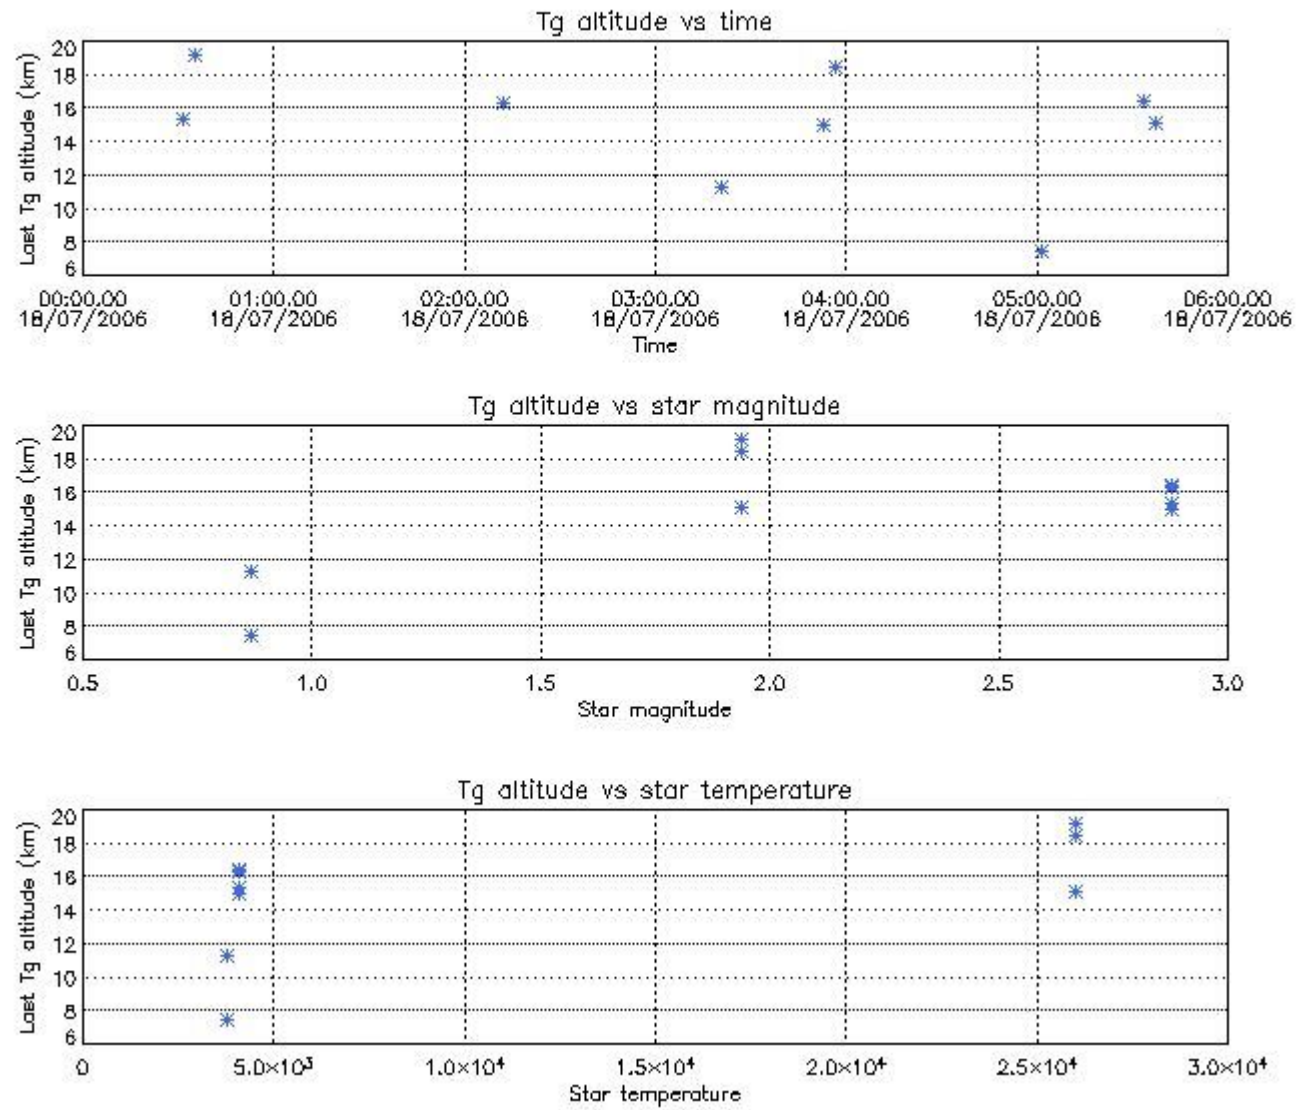 Tg altitude vs time
Last Tg altitude (km)
20
18
16
14
12
10
8
6
00:00.00 01:00.00 02:00.00 03:00.00 04:00.00 05:00.00 06:00.00
18/07/2006 18/07/2006 18/07/2006 18/07/2006 18/07/2006 18/07/2006 18/07/2006
Time
Tg altitude vs star magnitude
Last Tg altitude (km)
20
18
16
14
12
10
8
6
0.5 1.0 1.5 2.0 2.5 3.0
Star magnitude
Tg altitude vs star temperature
Last Tg altitude (km)
20
18
16
14
12
10
8
6
0 5.0×10³ 1.0×10⁴ 1.5×10⁴ 2.0×10⁴ 2.5×10⁴ 3.0×10⁴
Star temperature